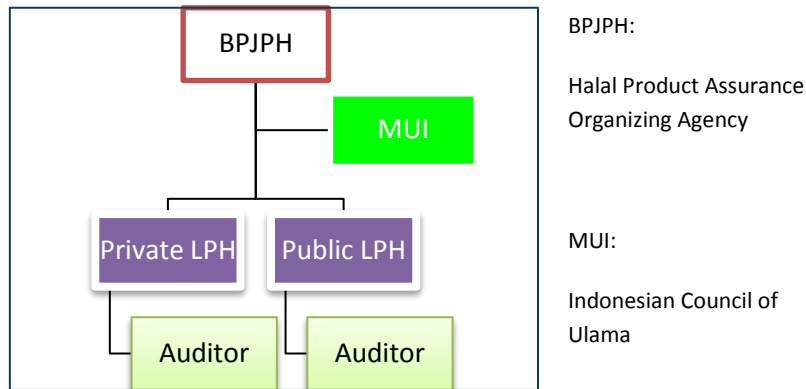 BPJPH
MUI
Private LPH
Public LPH
Auditor
Auditor
BPJPH:
Halal Product Assurance
Organizing Agency
MUI:
Indonesian Council of
Ulama